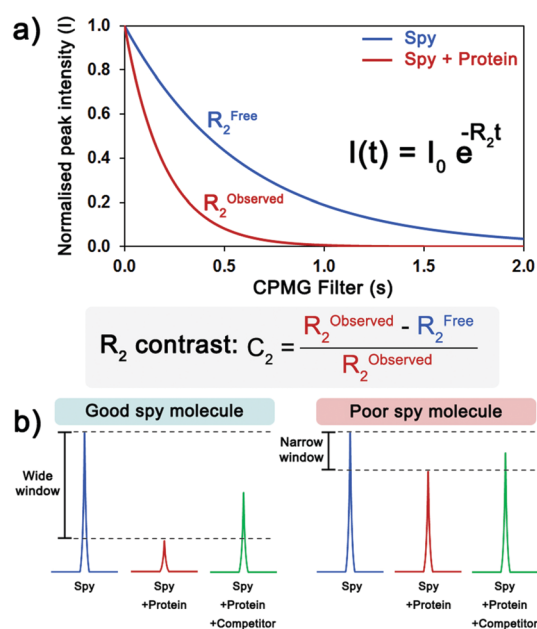 a)
Normalised peak intensity (I)
1.0
0.8
0.6
0.4
0.2
0.0
Spy
Spy + Protein
R₂ᶠʳᵉᵉ
R₂ᴼᵇˢᵉʳᵛᵉᵈ
I(t) = I₀ e^-R₂t
0.0 0.5 1.0 1.5 2.0
CPMG Filter (s)
R₂ contrast: C₂ = (R₂ᴼᵇˢᵉʳᵛᵉᵈ - R₂ᶠʳᵉᵉ) / R₂ᴼᵇˢᵉʳᵛᵉᵈ
b)
Good spy molecule
Wide
window
Spy
Spy
+Protein
Spy
+Protein
+Competitor
Poor spy molecule
Narrow
window
Spy
Spy
+Protein
Spy
+Protein
+Competitor